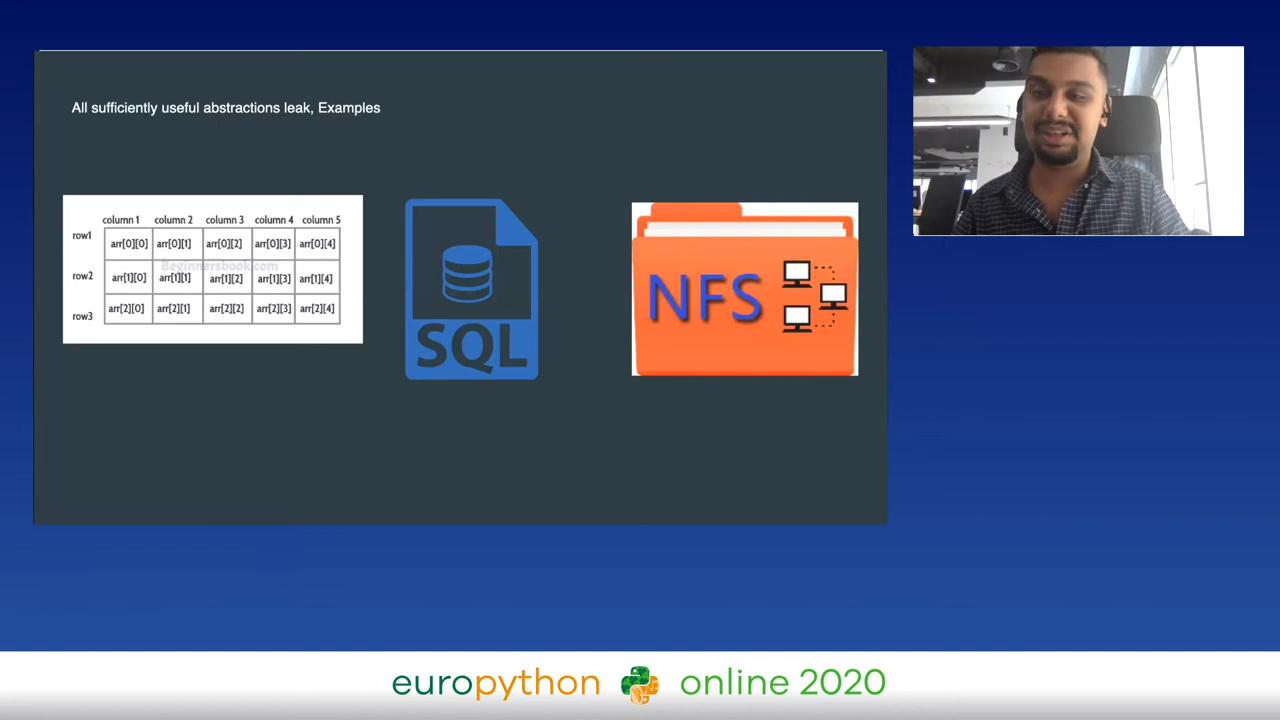 All sufficiently useful abstractions leak, Examples
column 1 column 2 column 3 column 4 column 5
row1 arr[0][0] arr[0][1] arr[0][2] arr[0][3] arr[0][4]
Beginnersbook.com
row2 arr[1][0] arr[1][1] arr[1][2] arr[1][3] arr[1][4]
row3 arr[2][0] arr[2][1] arr[2][2] arr[2][3] arr[2][4]
SQL
NFS
europython online 2020